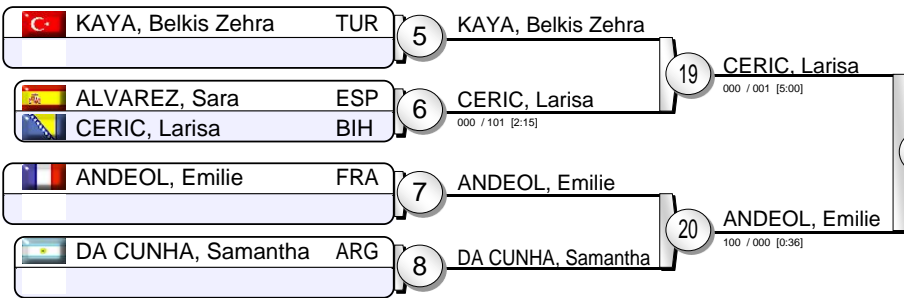 KAYA, Belkis Zehra TUR
5
KAYA, Belkis Zehra
19
CERIC, Larisa
000 / 001 [5:00]
ALVAREZ, Sara ESP
CERIC, Larisa BIH
6
CERIC, Larisa
000 / 101 [2:15]
ANDEOL, Emilie FRA
7
ANDEOL, Emilie
20
ANDEOL, Emilie
100 / 000 [0:36]
DA CUNHA, Samantha ARG
8
DA CUNHA, Samantha